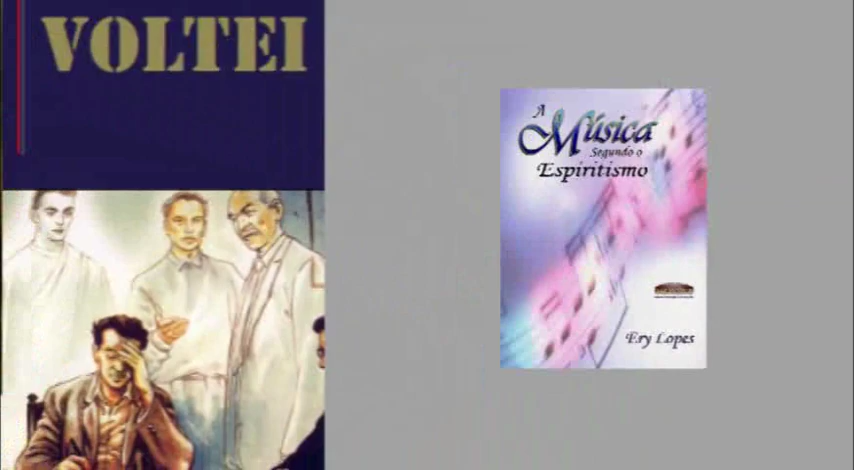 VOLTEI
A
Música
Segundo o
Espiritismo
Ery Lopes